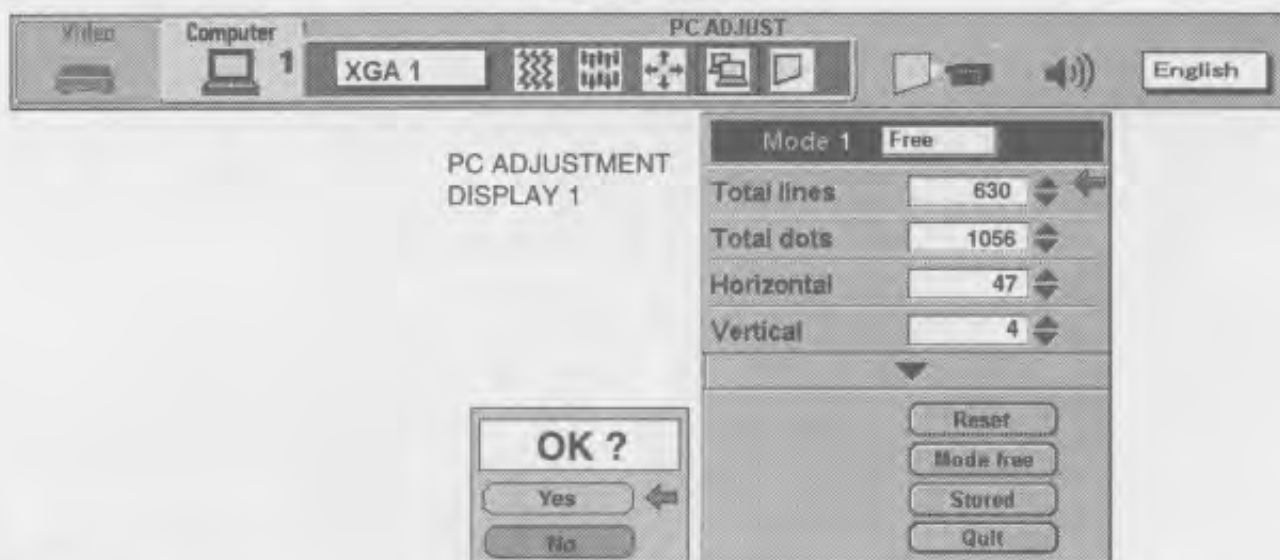 PC ADJUST
Video
Computer
1
XGA 1
English
PC ADJUSTMENT
DISPLAY 1
Mode 1 Free
Total lines 630
Total dots 1056
Horizontal 47
Vertical 4
Reset
Mode free
Stored
Quit
OK ?
Yes
No